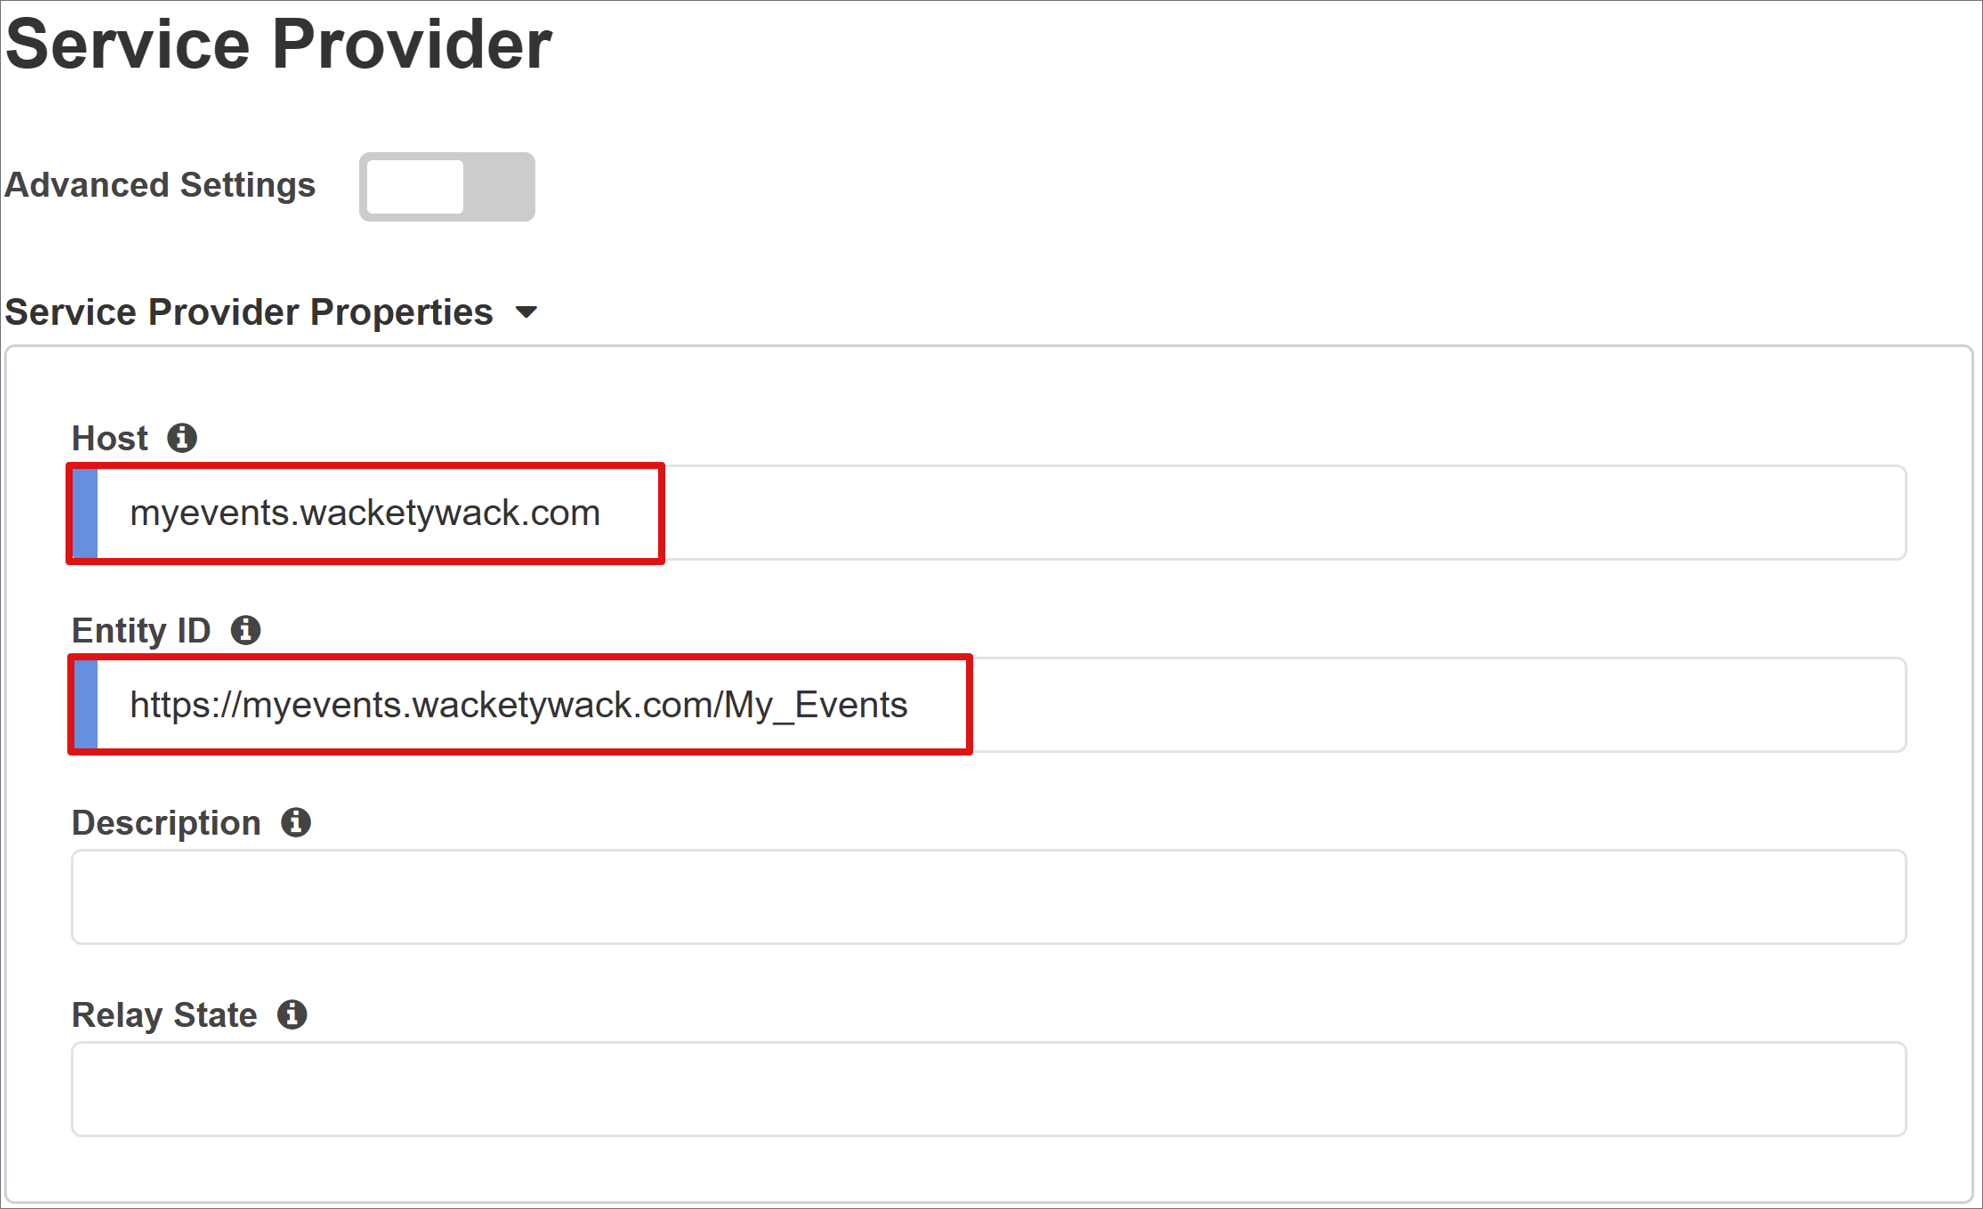 Service Provider
Advanced Settings
Service Provider Properties
Host
myevents.wacketywack.com
Entity ID
https://myevents.wacketywack.com/My_Events
Description
Relay State